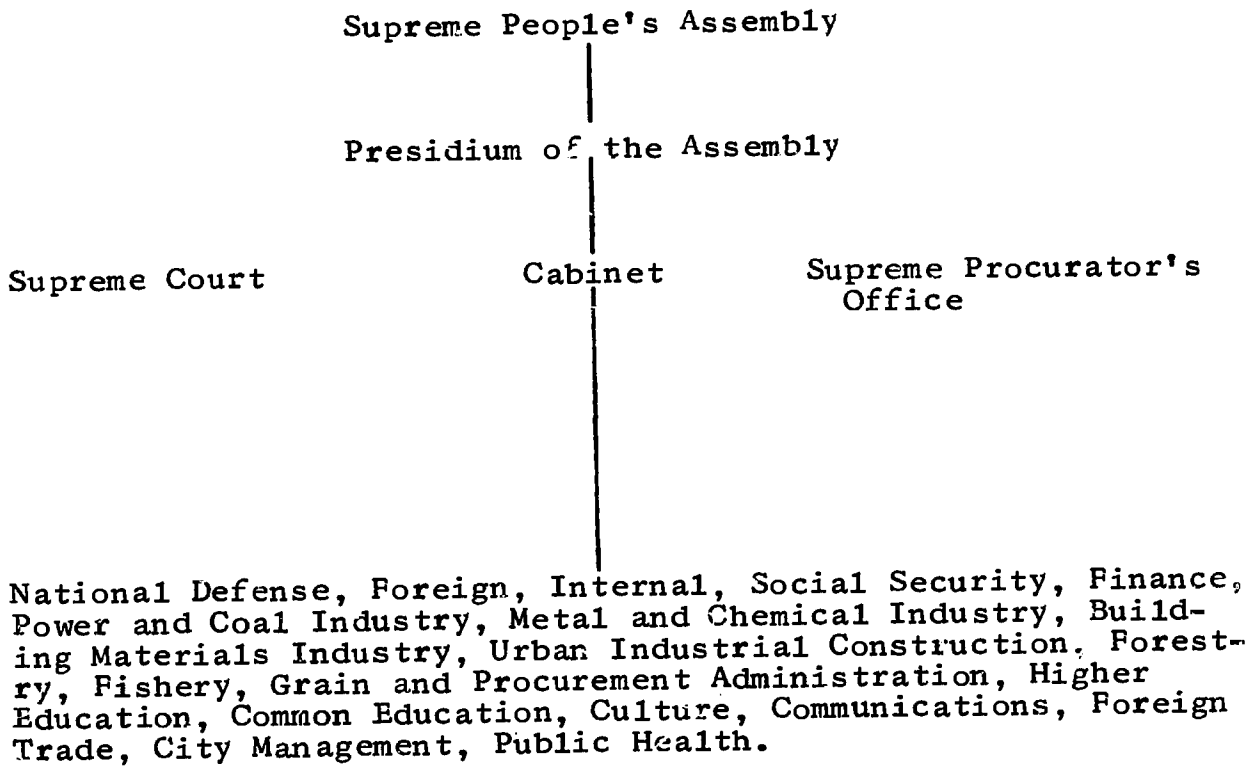 Supreme People's Assembly
Presidium of the Assembly
Supreme Court Cabinet Supreme Procurator's
Office
National Defense, Foreign, Internal, Social Security, Finance,
Power and Coal Industry, Metal and Chemical Industry, Build-
ing Materials Industry, Urban Industrial Construction, Forest-
ry, Fishery, Grain and Procurement Administration, Higher
Education, Common Education, Culture, Communications, Foreign
Trade, City Management, Public Health.